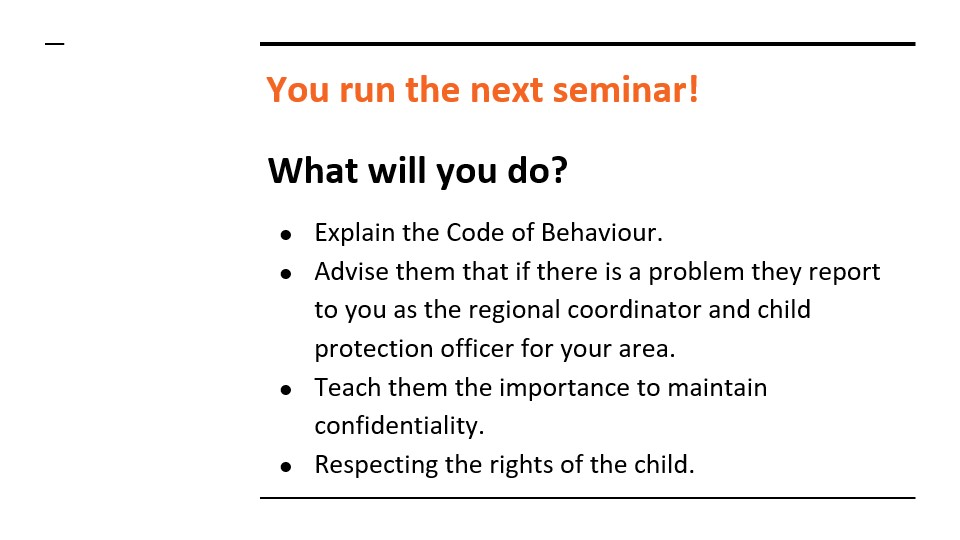 You run the next seminar!
What will you do?
● Explain the Code of Behaviour.
● Advise them that if there is a problem they report
to you as the regional coordinator and child
protection officer for your area.
● Teach them the importance to maintain
confidentiality.
● Respecting the rights of the child.